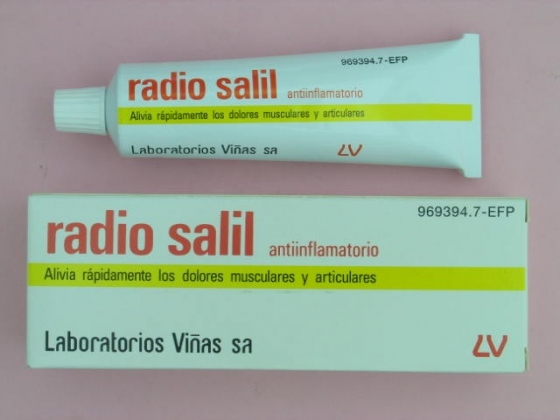 969394.7-EFP
radio salil antiinflamatorio
Alivia rápidamente los dolores musculares y articulares
Laboratorios Viñas sa LV
969394.7-EFP
radio salil antiinflamatorio
Alivia rápidamente los dolores musculares y articulares
Laboratorios Viñas sa LV